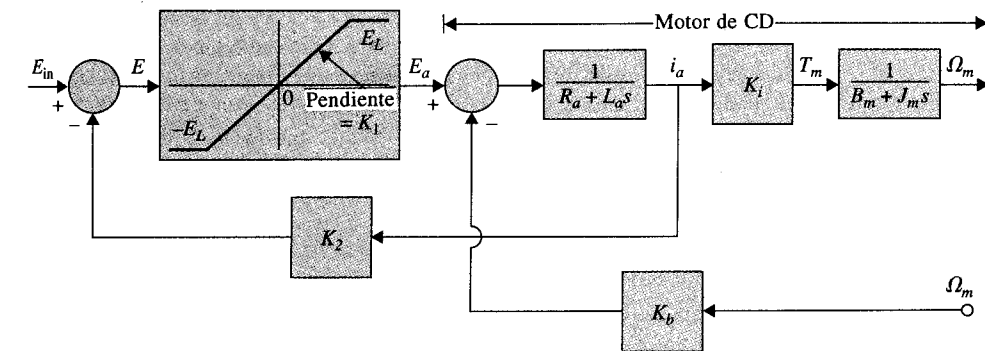 Motor de CD
E_in
+
−
E
E_L
0
Pendiente
= K_1
−E_L
E_a
+
−
1
R_a + L_a s
i_a
K_i
T_m
1
B_m + J_m s
Ω_m
K_2
K_b
Ω_m